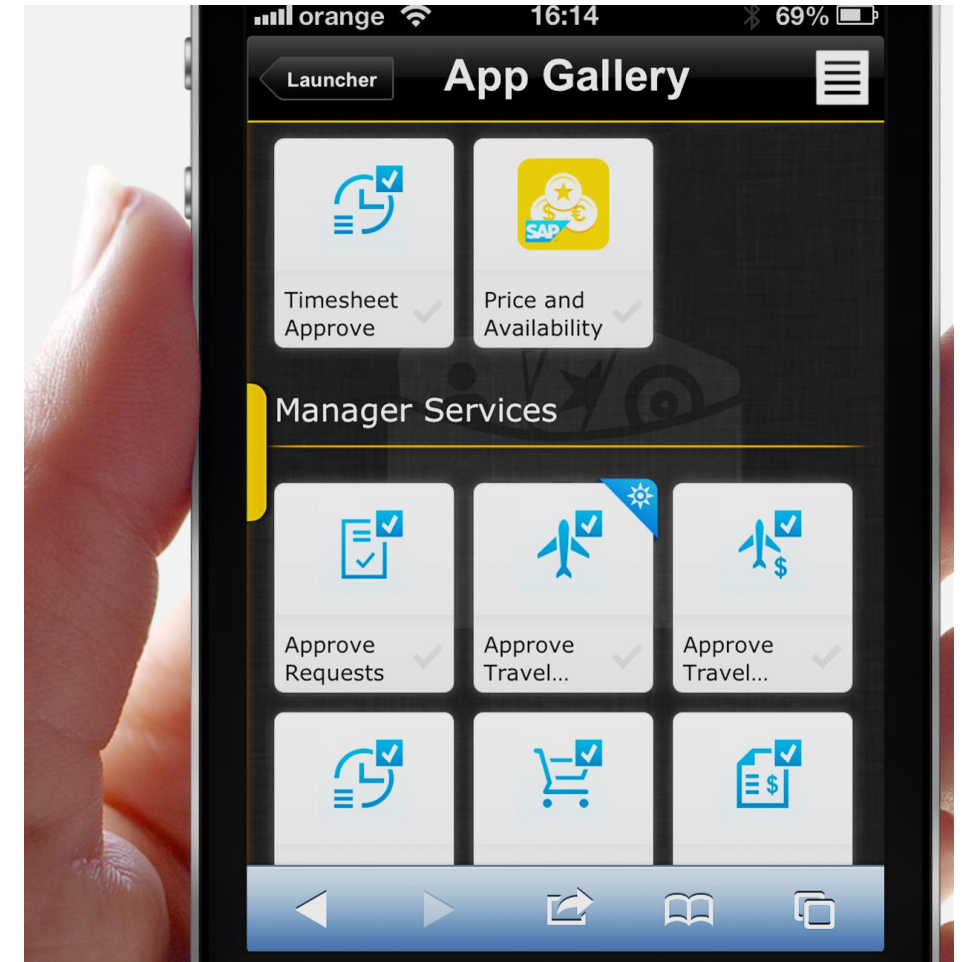 orange 16:14 69%
Launcher App Gallery
$ €
SAP
Timesheet
Approve
Price and
Availability
Manager Services
$
Approve
Requests
Approve
Travel...
Approve
Travel...
$